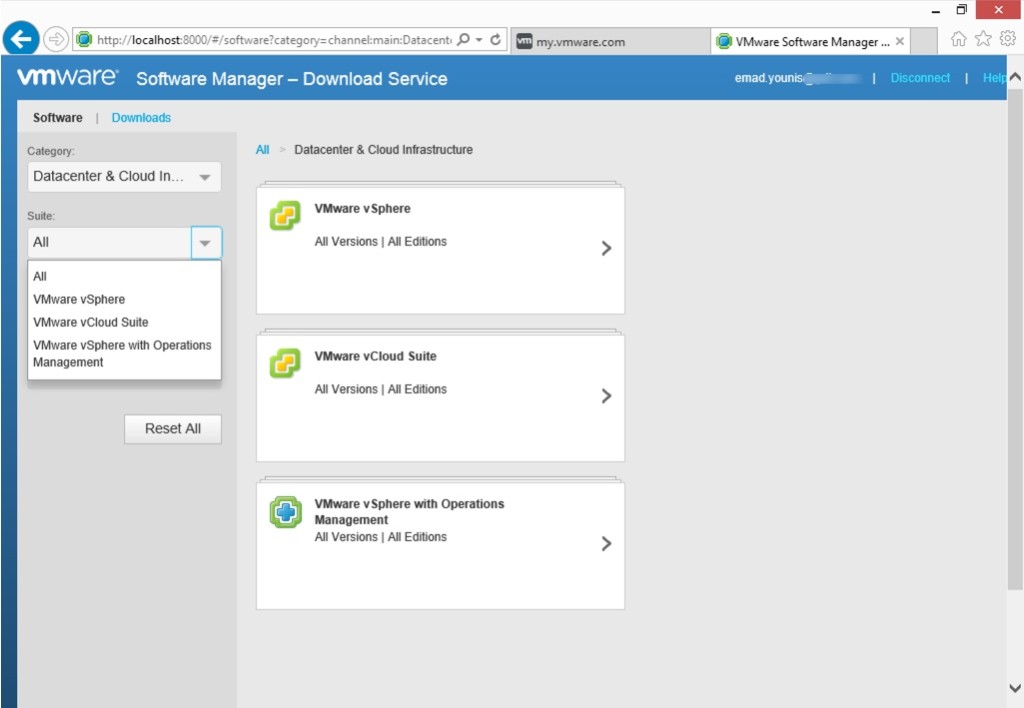 http://localhost:8000/#/software?category=channel:main:Datacent
vm my.vmware.com
VMware Software Manager ...
vmware Software Manager – Download Service
emad.younis | Disconnect | Help
Software | Downloads
Category:
Datacenter & Cloud In...
Suite:
All
All
VMware vSphere
VMware vCloud Suite
VMware vSphere with Operations
Management
Reset All
All > Datacenter & Cloud Infrastructure
VMware vSphere
All Versions | All Editions
VMware vCloud Suite
All Versions | All Editions
VMware vSphere with Operations
Management
All Versions | All Editions